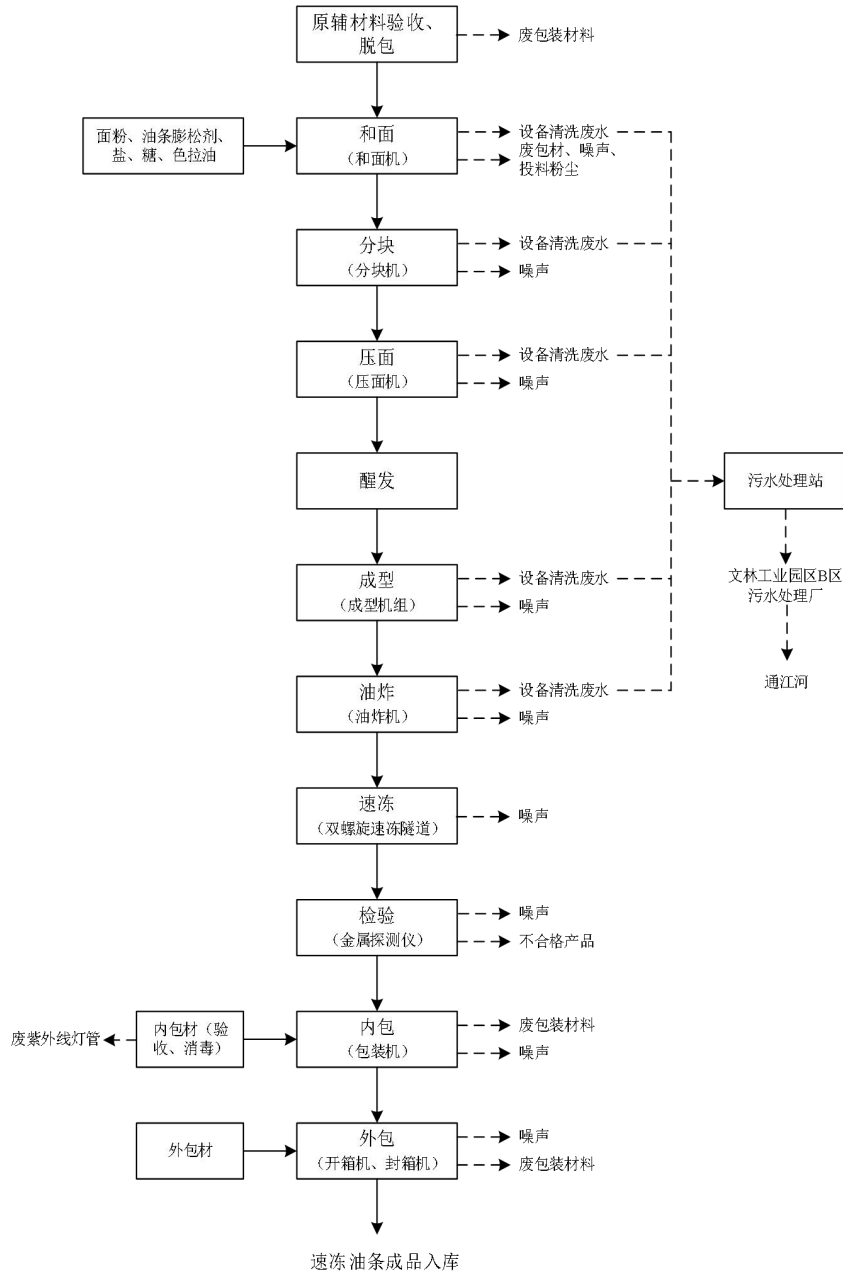 原辅材料验收、
脱包
废包装材料
面粉、油条膨松剂、
盐、糖、色拉油
和面
(和面机)
设备清洗废水
废包材、噪声、
投料粉尘
分块
(分块机)
设备清洗废水
噪声
压面
(压面机)
设备清洗废水
噪声
醒发
污水处理站
成型
(成型机组)
设备清洗废水
噪声
文林工业园区B区
污水处理厂
油炸
(油炸机)
设备清洗废水
噪声
通江河
速冻
(双螺旋速冻隧道)
噪声
检验
(金属探测仪)
噪声
不合格产品
废紫外线灯管
内包材（验
收、消毒）
内包
(包装机)
废包装材料
噪声
外包材
外包
(开箱机、封箱机)
噪声
废包装材料
速冻油条成品入库